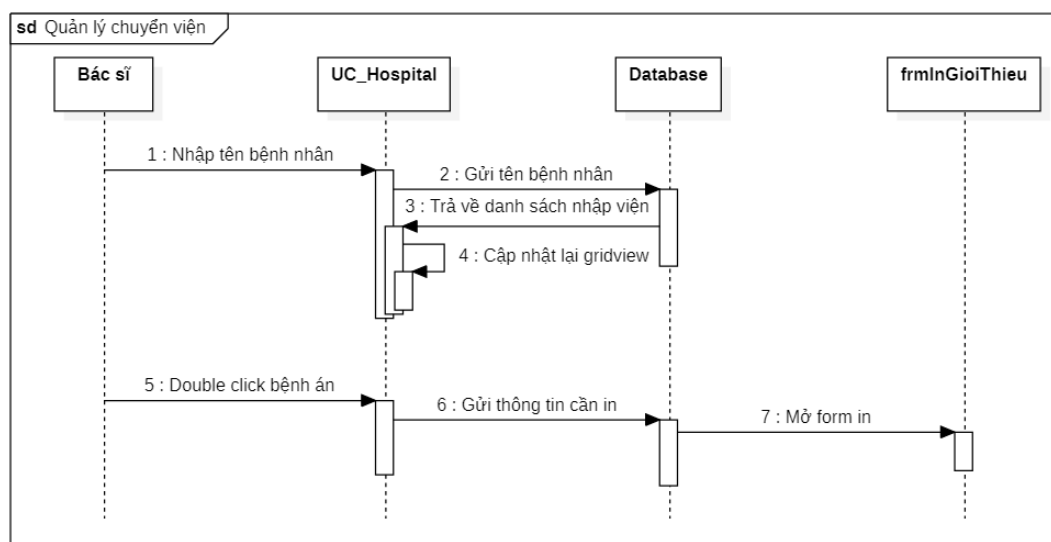 sd Quản lý chuyển viện
Bác sĩ
UC_Hospital
Database
frmInGioiThieu
1 : Nhập tên bệnh nhân
2 : Gửi tên bệnh nhân
3 : Trả về danh sách nhập viện
4 : Cập nhật lại gridview
5 : Double click bệnh án
6 : Gửi thông tin cần in
7 : Mở form in